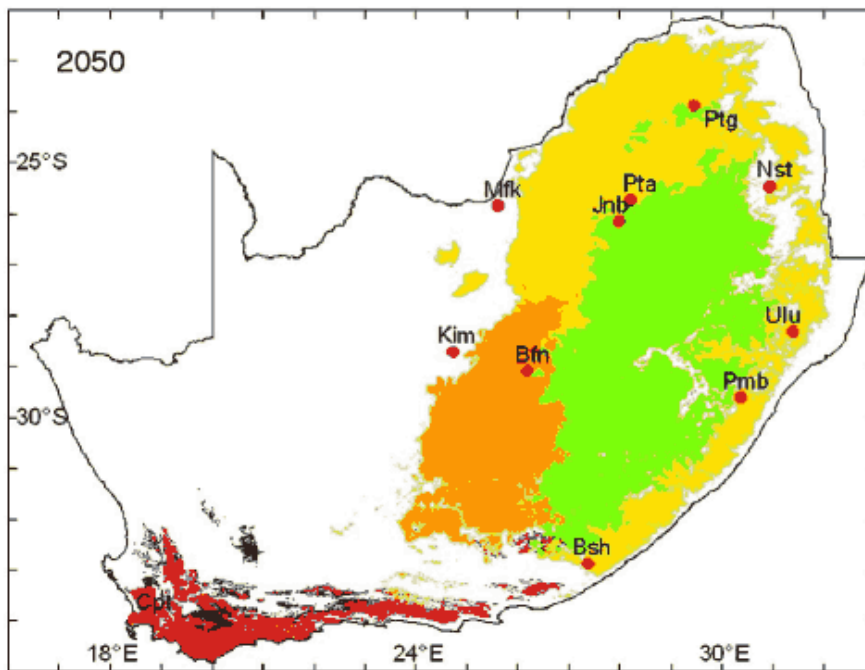 2050
Ptg
25°S
Nst
Mfk
Pta
Jnb
Ulu
Kim
Bfn
Pmb
30°S
Bsh
Cpt
18°E
24°E
30°E